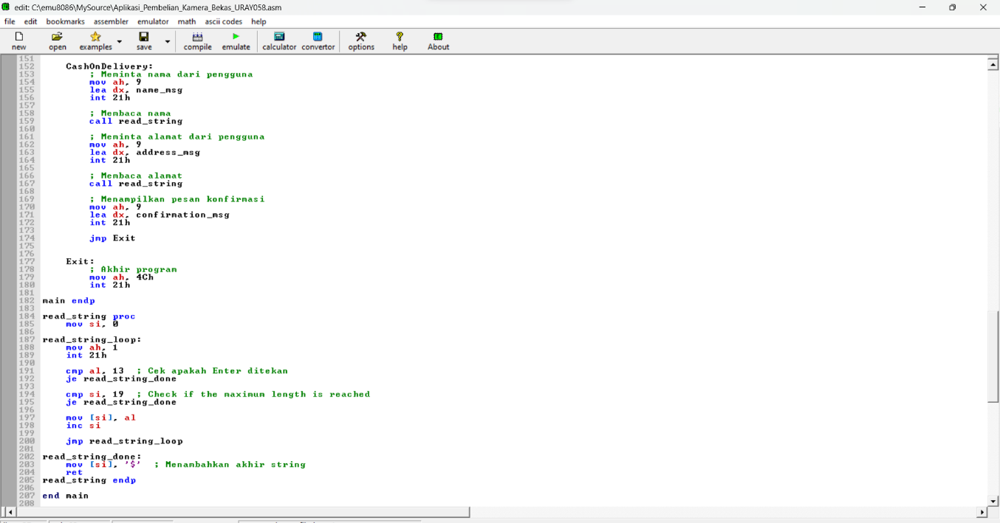 edit: C:\emu8086\MySource\Aplikasi_Pembelian_Kamera_Bekas_URAY058.asm
file edit bookmarks assembler emulator math ascii codes help
new open examples save compile emulate calculator convertor options help About
151
152 CashOnDelivery:
153 ; Meminta nama dari pengguna
154 mov ah, 9
155 lea dx, name_msg
156 int 21h
157
158 ; Membaca nama
159 call read_string
160
161 ; Meminta alamat dari pengguna
162 mov ah, 9
163 lea dx, address_msg
164 int 21h
165
166 ; Membaca alamat
167 call read_string
168
169 ; Menampilkan pesan konfirmasi
170 mov ah, 9
171 lea dx, confirmation_msg
172 int 21h
173
174 jmp Exit
175
176
177 Exit:
178 ; Akhir program
179 mov ah, 4Ch
180 int 21h
181
182 main endp
183
184 read_string proc
185 mov si, 0
186
187 read_string_loop:
188 mov ah, 1
189 int 21h
190
191 cmp al, 13 ; Cek apakah Enter ditekan
192 je read_string_done
193
194 cmp si, 19 ; Check if the maximum length is reached
195 je read_string_done
196
197 mov [si], al
198 inc si
199
200 jmp read_string_loop
201
202 read_string_done:
203 mov [si], '$' ; Menambahkan akhir string
204 ret
205 read_string endp
206
207 end main
208